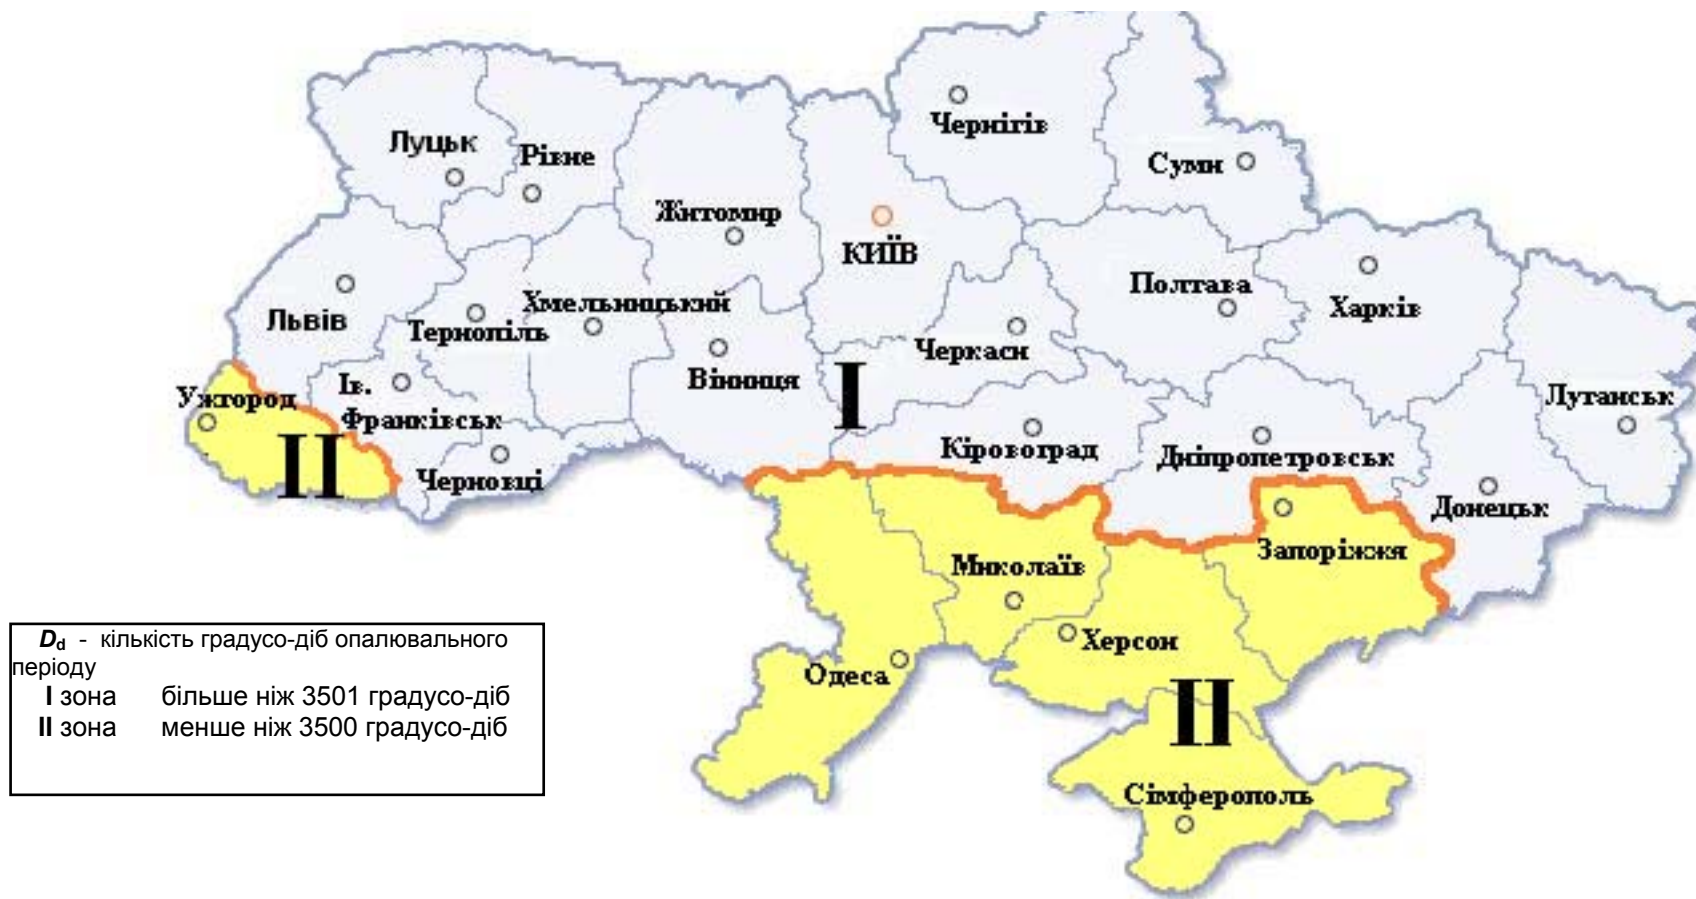 Чернігів
Луцьк
Рівне
Суми
Житомир
КИЇВ
Полтава
Хмельницький
Харків
Львів
Тернопіль
Черкаси
Вінниця
I
Ів.
Франківськ
Ужгород
Луганськ
II
Кіровоград
Дніпропетровськ
Черновці
Донецьк
Запоріжжя
Миколаїв
Херсон
Одеса
II
Сімферополь
Dd - кількість градусо-діб опалювального
періоду
I зона більше ніж 3501 градусо-діб
II зона менше ніж 3500 градусо-діб